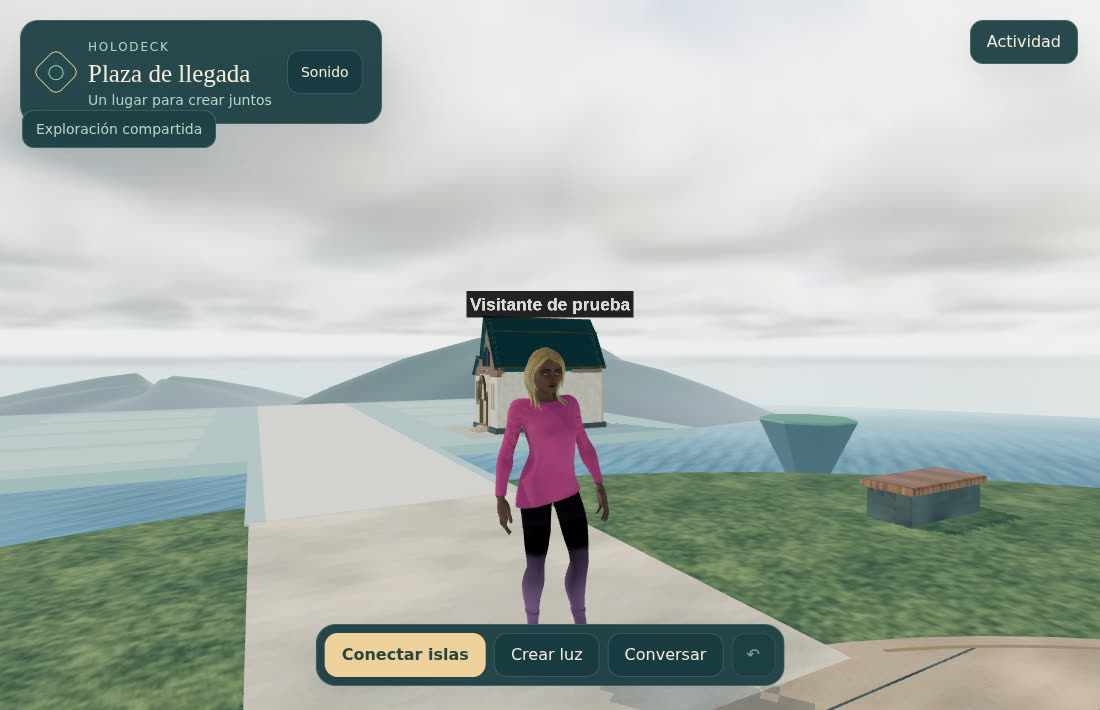 HOLODECK
Plaza de llegada
Un lugar para crear juntos
Sonido
Exploración compartida
Actividad
Visitante de prueba
Conectar islas
Crear luz
Conversar
↶